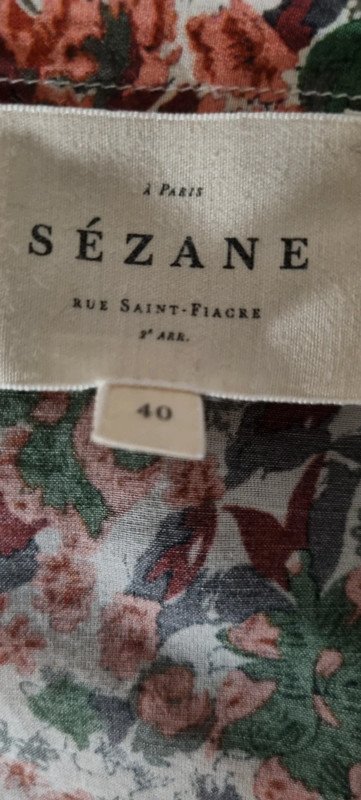 À PARIS
SÉZANE
RUE SAINT-FIACRE
2E ARR.
40